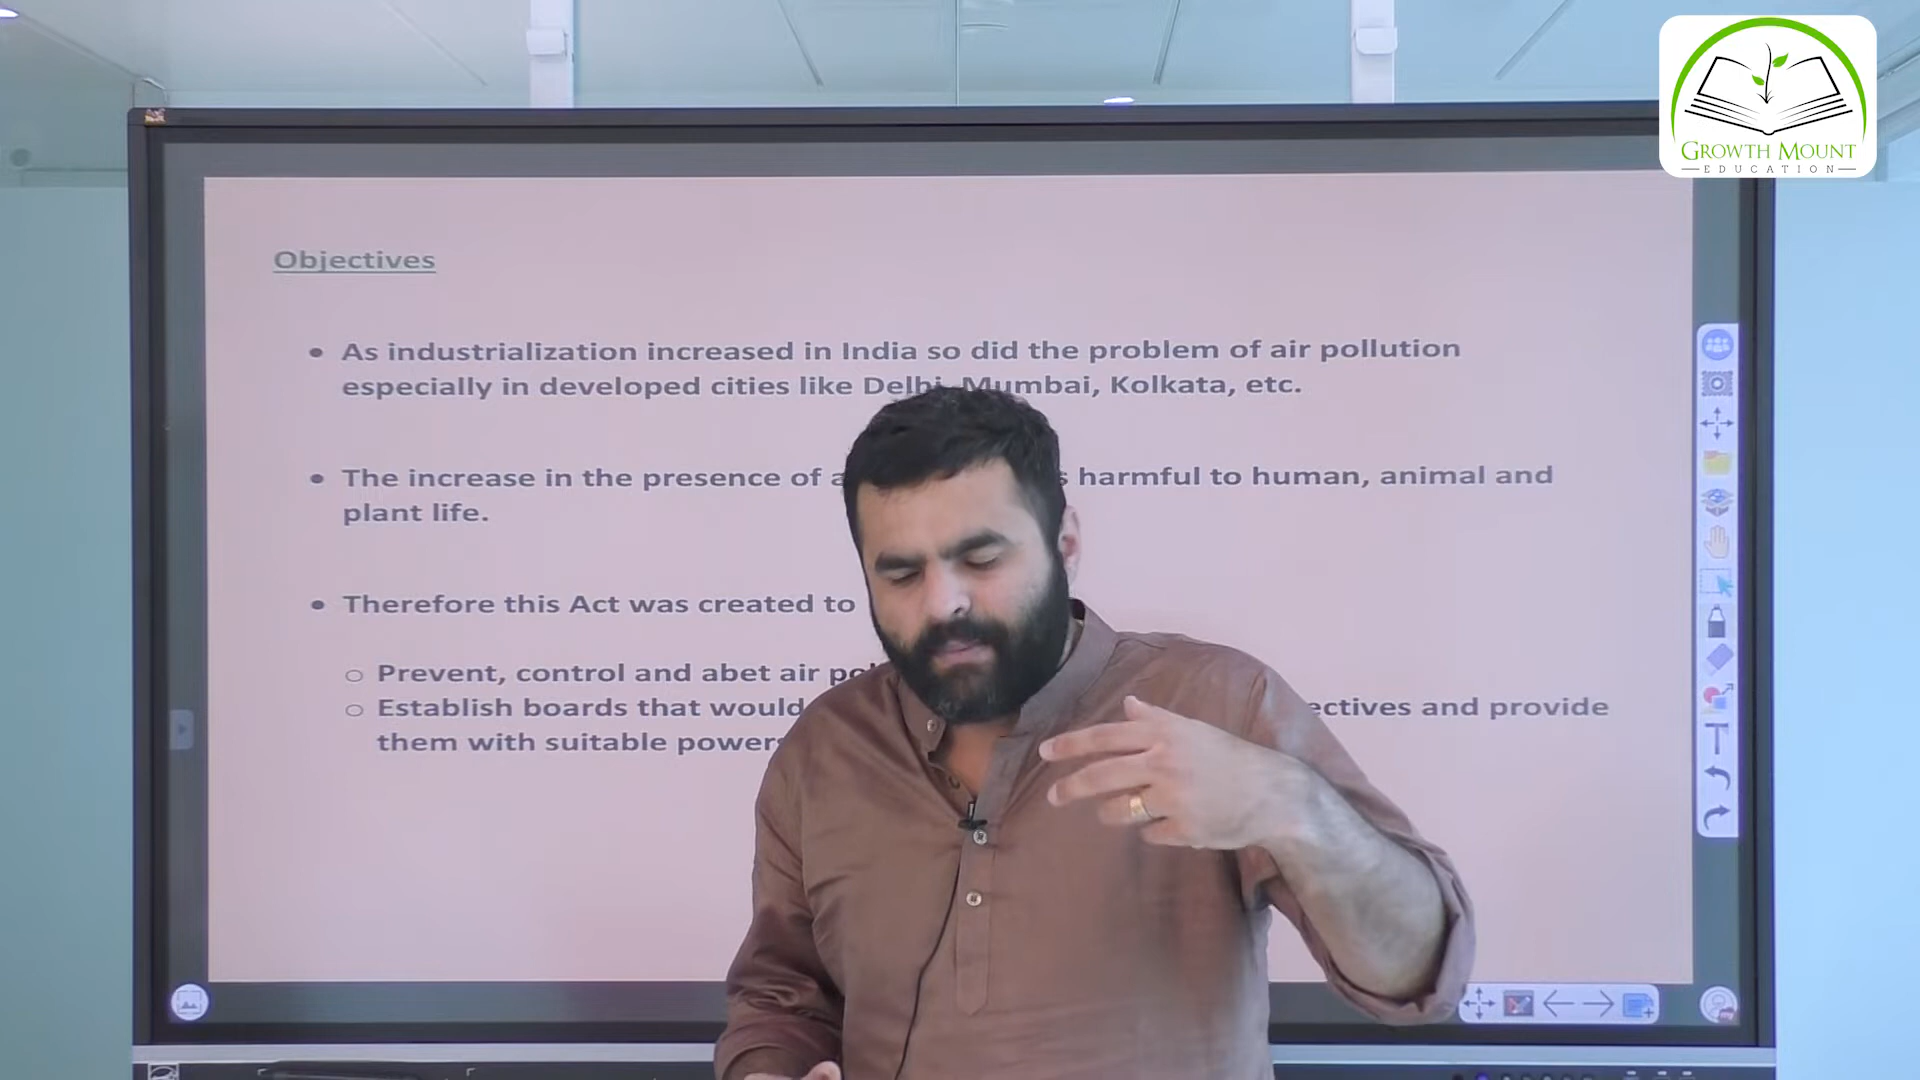 GROWTH MOUNT
EDUCATION
Objectives
• As industrialization increased in India so did the problem of air pollution
especially in developed cities like Delhi, Mumbai, Kolkata, etc.
• The increase in the presence of harmful to human, animal and
plant life.
• Therefore this Act was created to
○ Prevent, control and abet air
○ Establish boards that would and provide
them with suitable powers